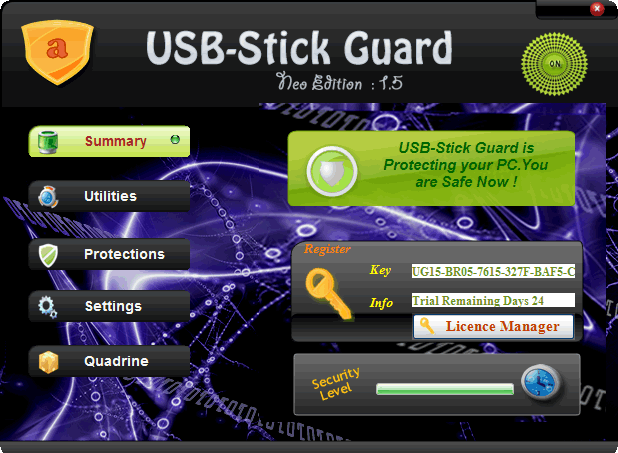 a
USB-Stick Guard
Neo Edition : 1.5
ON
Summary
Utilities
Protections
Settings
Quadrine
USB-Stick Guard is
Protecting your PC.You
are Safe Now !
Register
Key
UG15-BR05-7615-327F-BAF5-C
Info
Trial Remaining Days 24
Licence Manager
Security
Level